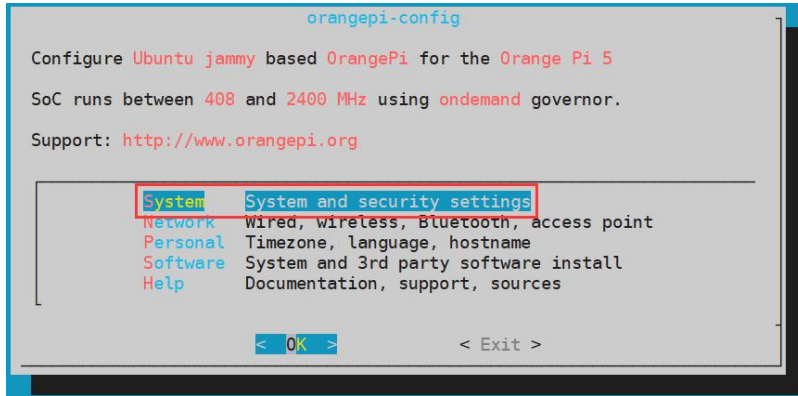 orangepi-config
Configure Ubuntu jammy based OrangePi for the Orange Pi 5
SoC runs between 408 and 2400 MHz using ondemand governor.
Support: http://www.orangepi.org
System System and security settings
Network Wired, wireless, Bluetooth, access point
Personal Timezone, language, hostname
Software System and 3rd party software install
Help Documentation, support, sources
< OK > < Exit >